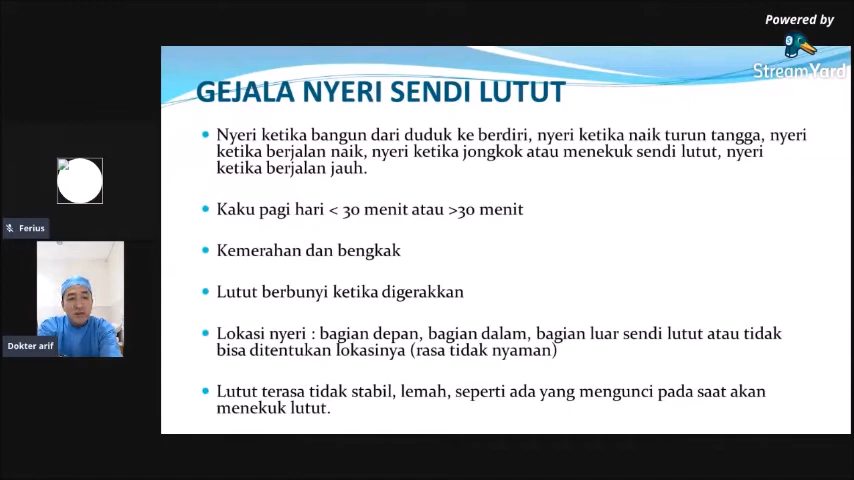 Powered by
StreamYard
GEJALA NYERI SENDI LUTUT
Nyeri ketika bangun dari duduk ke berdiri, nyeri ketika naik turun tangga, nyeri
ketika berjalan naik, nyeri ketika jongkok atau menekuk sendi lutut, nyeri
ketika berjalan jauh.
Kaku pagi hari < 30 menit atau >30 menit
Kemerahan dan bengkak
Lutut berbunyi ketika digerakkan
Lokasi nyeri : bagian depan, bagian dalam, bagian luar sendi lutut atau tidak
bisa ditentukan lokasinya (rasa tidak nyaman)
Lutut terasa tidak stabil, lemah, seperti ada yang mengunci pada saat akan
menekuk lutut.
Ferius
Dokter arif